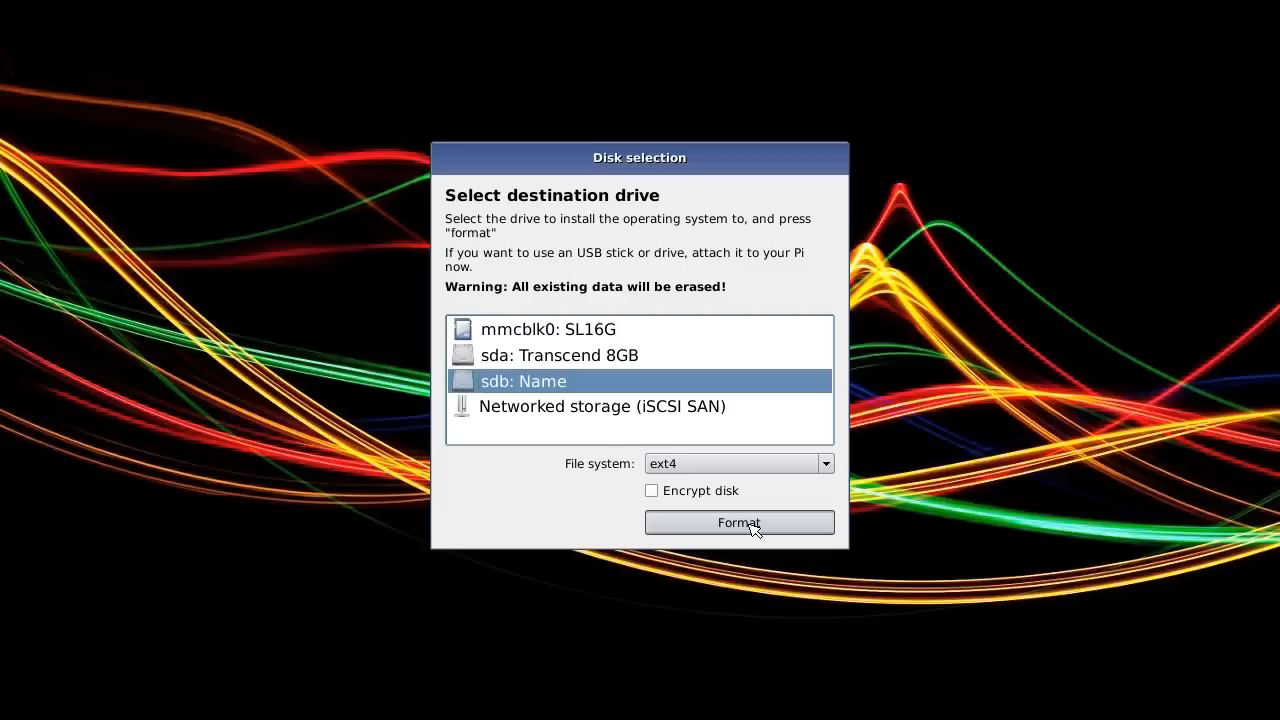 Disk selection
Select destination drive
Select the drive to install the operating system to, and press
"format"
If you want to use an USB stick or drive, attach it to your Pi
now.
Warning: All existing data will be erased!
mmcblk0: SL16G
sda: Transcend 8GB
sdb: Name
Networked storage (iSCSI SAN)
File system: ext4
Encrypt disk
Format